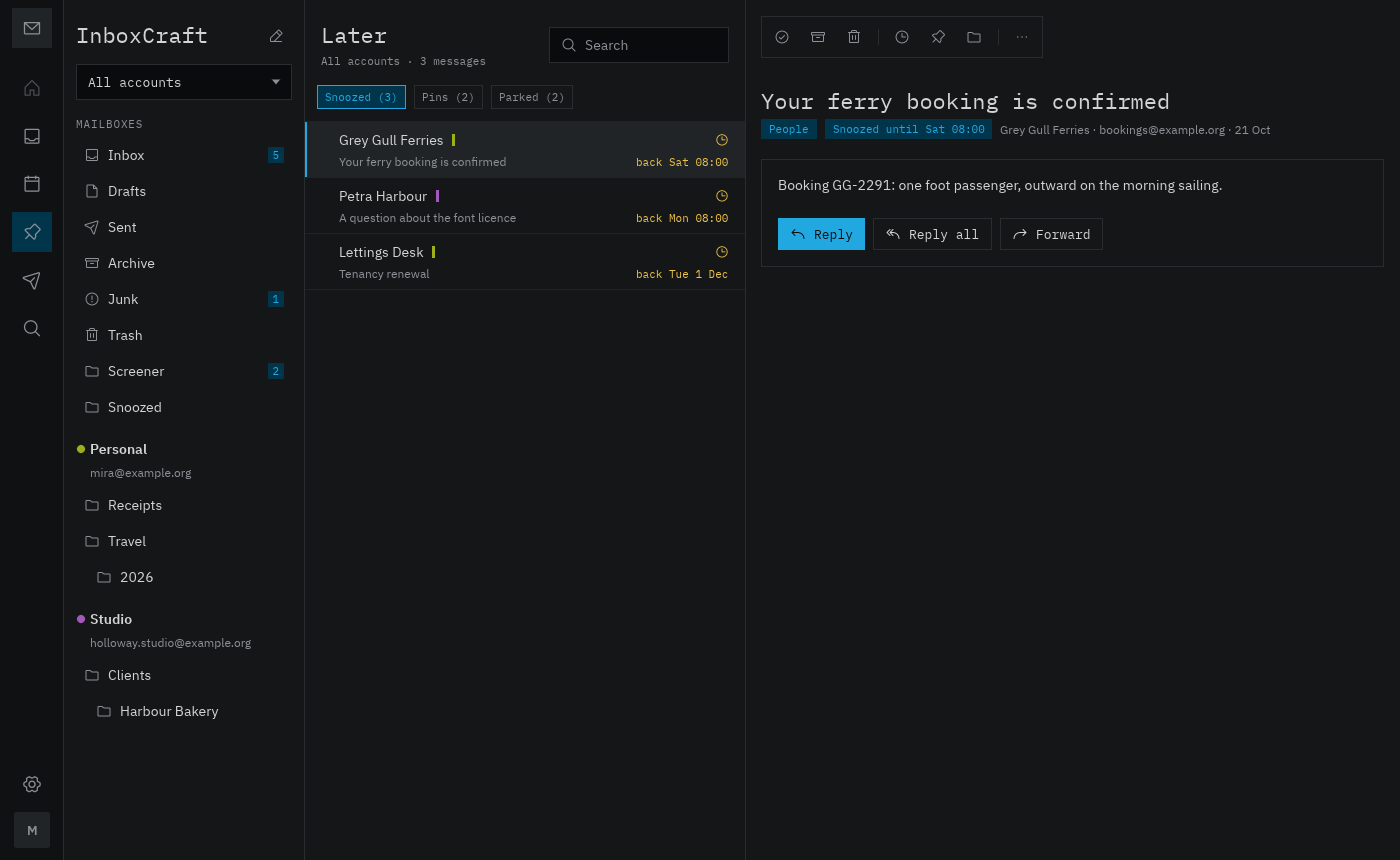 InboxCraft
All accounts
MAILBOXES
Inbox 5
Drafts
Sent
Archive
Junk 1
Trash
Screener 2
Snoozed
Personal
mira@example.org
Receipts
Travel
2026
Studio
holloway.studio@example.org
Clients
Harbour Bakery
M
Later
All accounts · 3 messages
Search
Snoozed (3) Pins (2) Parked (2)
Grey Gull Ferries
Your ferry booking is confirmed back Sat 08:00
Petra Harbour
A question about the font licence back Mon 08:00
Lettings Desk
Tenancy renewal back Tue 1 Dec
Your ferry booking is confirmed
People Snoozed until Sat 08:00 Grey Gull Ferries · bookings@example.org · 21 Oct
Booking GG-2291: one foot passenger, outward on the morning sailing.
Reply Reply all Forward